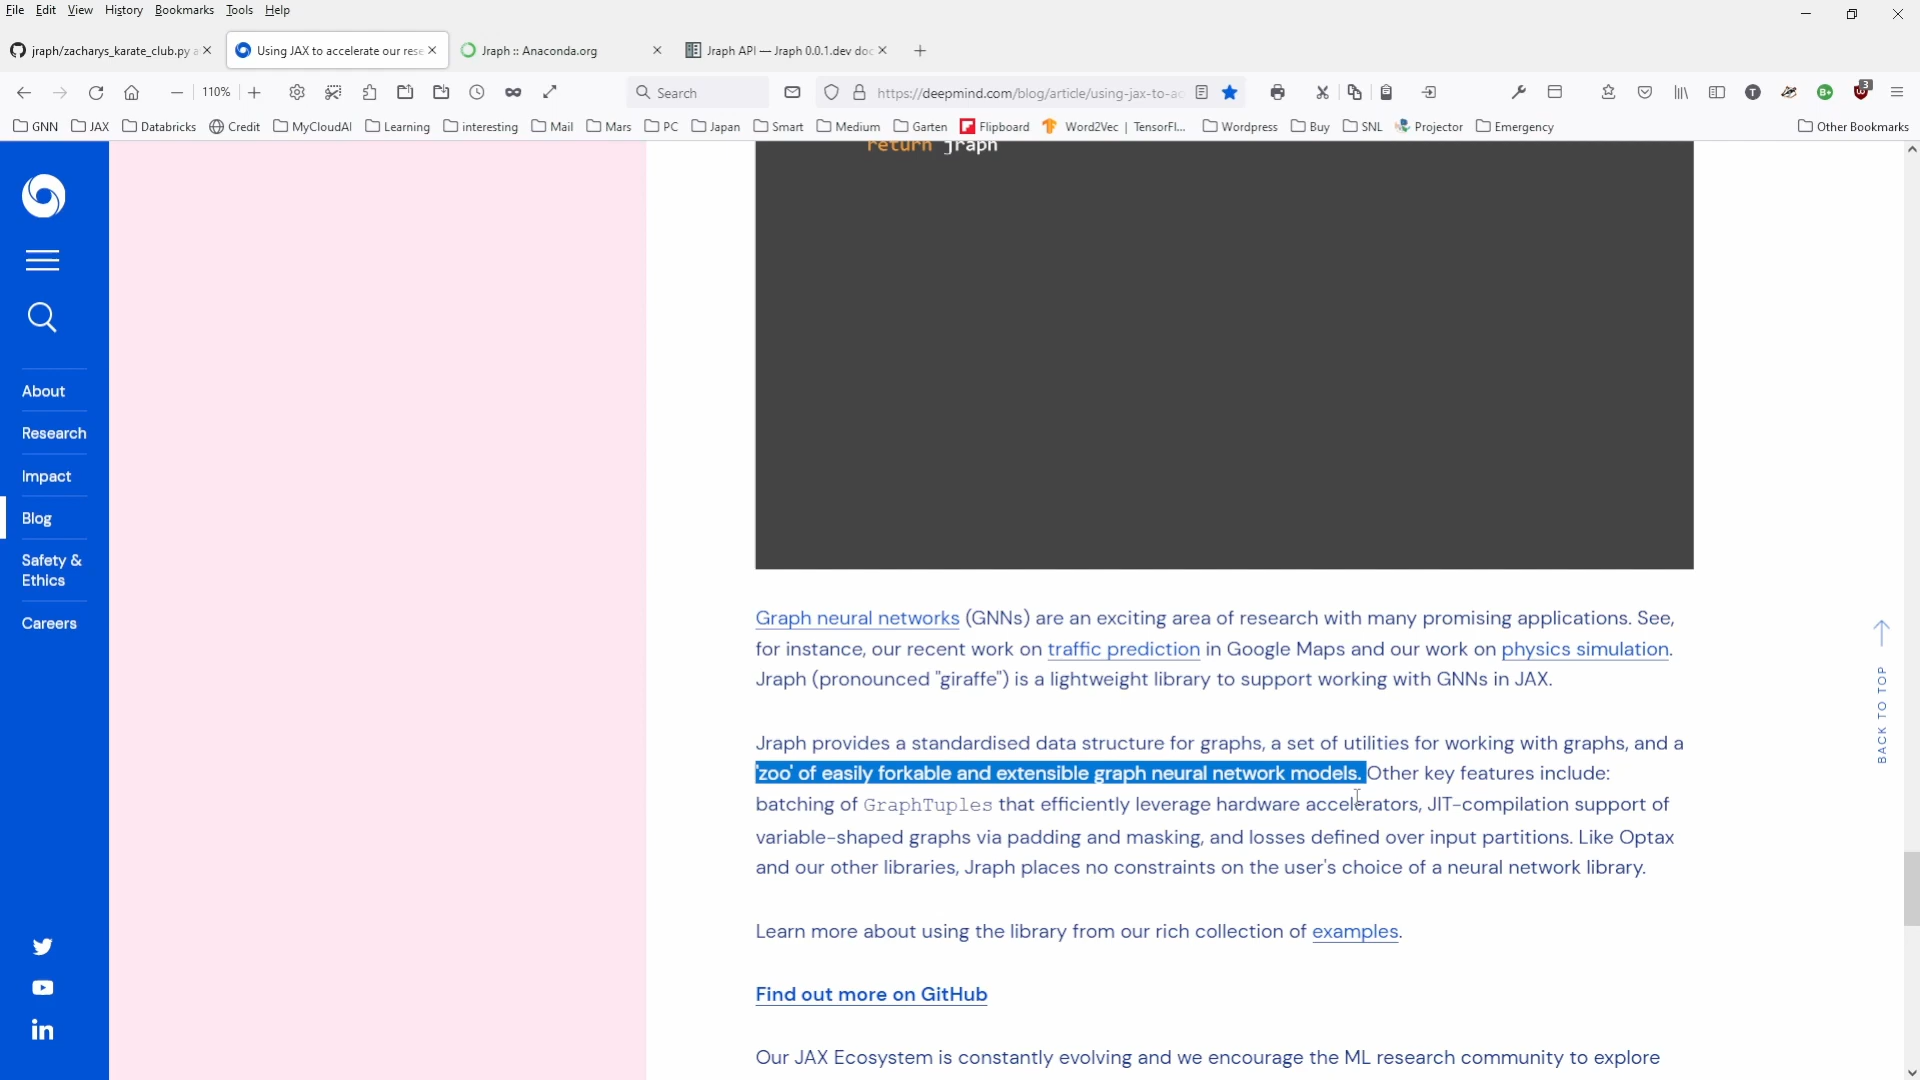 File Edit View History Bookmarks Tools Help
jraph/zacharys_karate_club.py a
Using JAX to accelerate our rese
Jraph :: Anaconda.org
Jraph API — Jraph 0.0.1.dev doc
110%
Search
https://deepmind.com/blog/article/using-jax-to-ac
3
GNN JAX Databricks Credit MyCloudAI Learning interesting Mail Mars PC Japan Smart Medium Garten Flipboard Word2Vec | TensorFl... Wordpress Buy SNL Projector Emergency Other Bookmarks
return jraph
About
Research
Impact
Blog
Safety &
Ethics
Careers
Graph neural networks (GNNs) are an exciting area of research with many promising applications. See,
for instance, our recent work on traffic prediction in Google Maps and our work on physics simulation.
Jraph (pronounced "giraffe") is a lightweight library to support working with GNNs in JAX.
Jraph provides a standardised data structure for graphs, a set of utilities for working with graphs, and a
'zoo' of easily forkable and extensible graph neural network models. Other key features include:
batching of GraphTuples that efficiently leverage hardware accelerators, JIT-compilation support of
variable-shaped graphs via padding and masking, and losses defined over input partitions. Like Optax
and our other libraries, Jraph places no constraints on the user's choice of a neural network library.
Learn more about using the library from our rich collection of examples.
Find out more on GitHub
Our JAX Ecosystem is constantly evolving and we encourage the ML research community to explore
BACK TO TOP